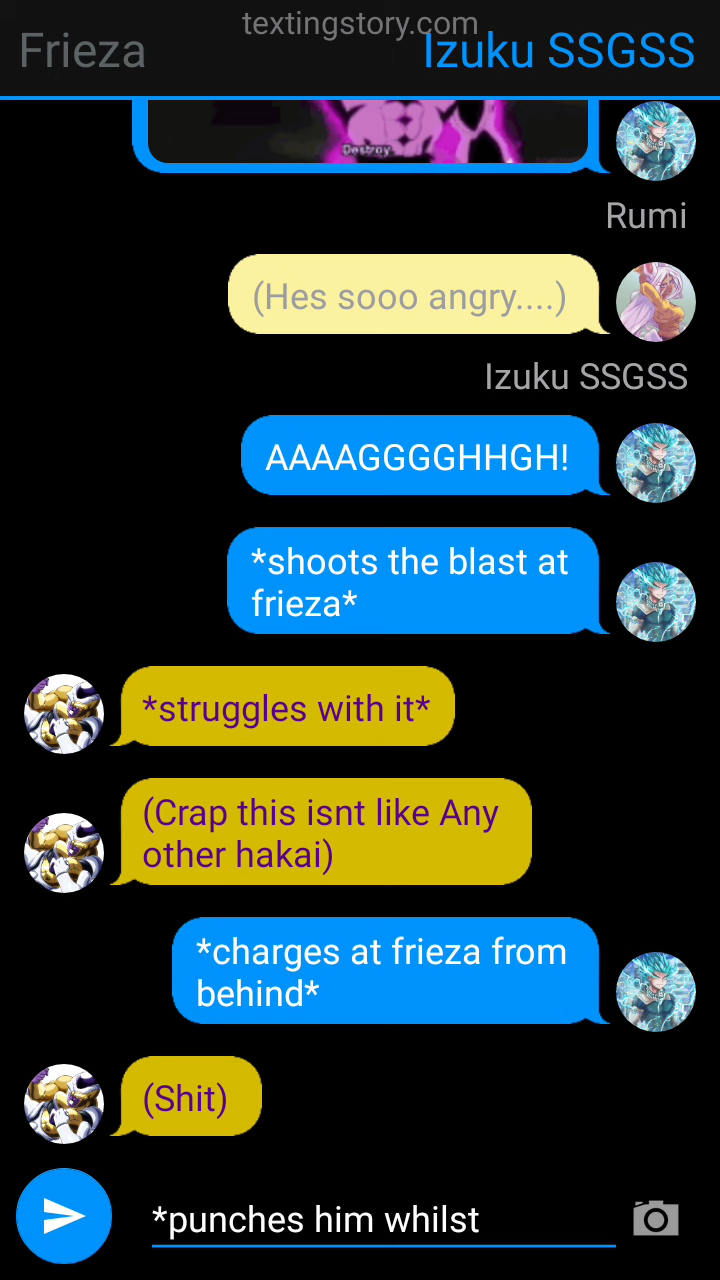 textingstory.com
Frieza
Izuku SSGSS
Destroy
Rumi
(Hes sooo angry....)
Izuku SSGSS
AAAAGGGGHHGH!
*shoots the blast at
frieza*
*struggles with it*
(Crap this isnt like Any
other hakai)
*charges at frieza from
behind*
(Shit)
*punches him whilst